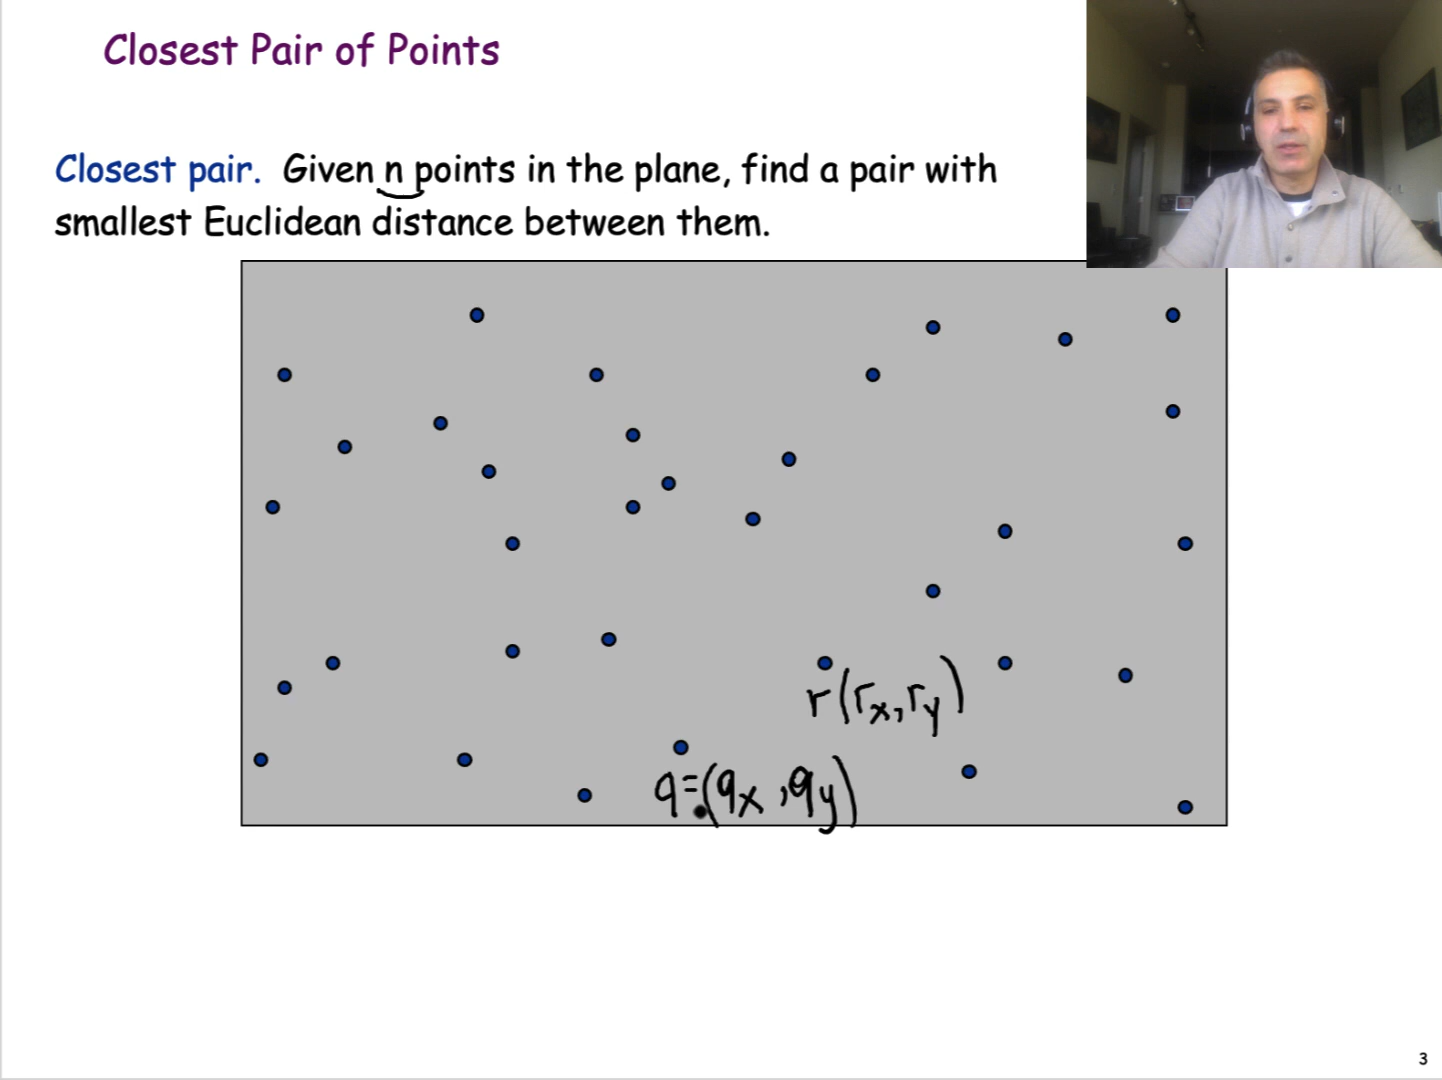 Closest Pair of Points
Closest pair. Given n points in the plane, find a pair with
smallest Euclidean distance between them.
r(rx,ry)
q=(qx,qy)
3